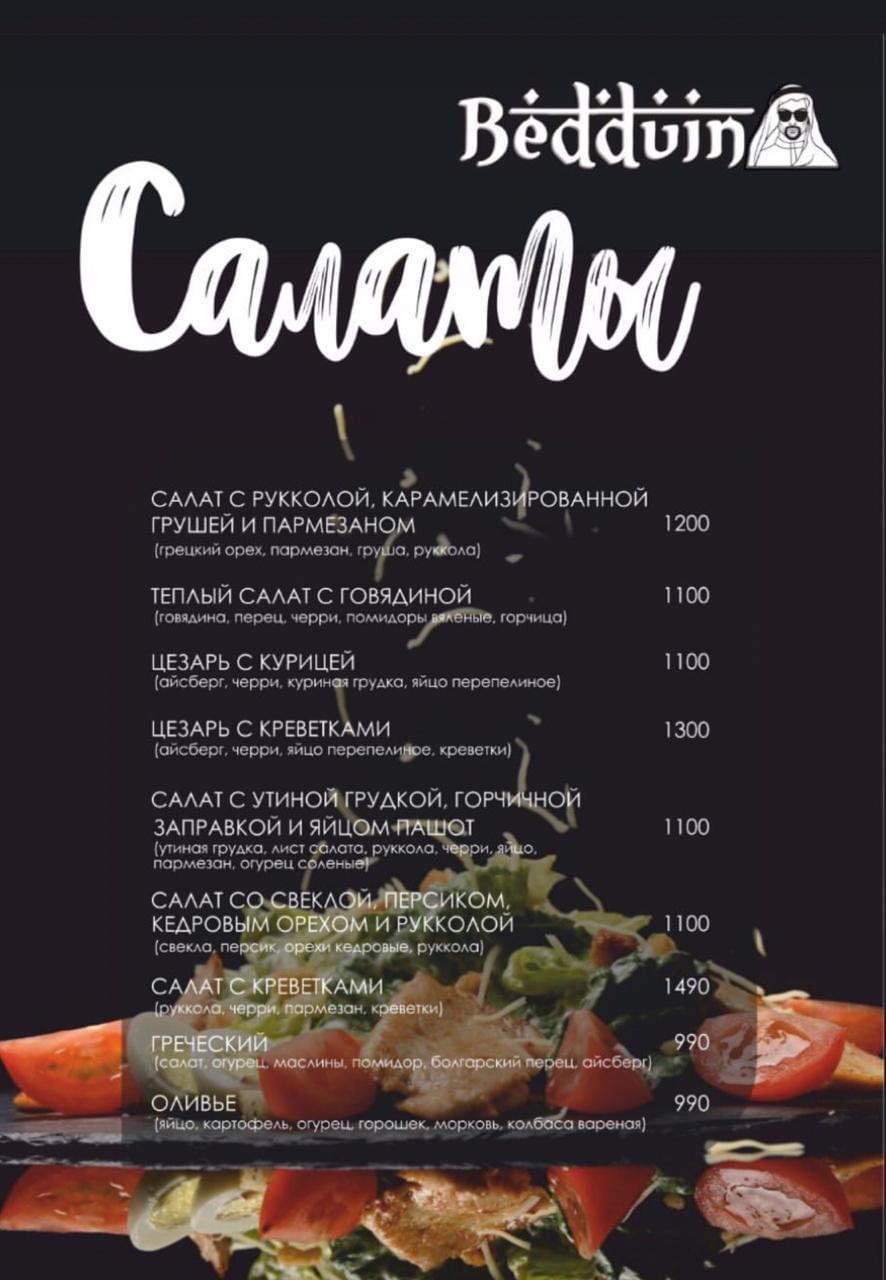 Bedduin
Салаты
САЛАТ С РУККОЛОЙ, КАРАМЕЛИЗИРОВАННОЙ
ГРУШЕЙ И ПАРМЕЗАНОМ 1200
(грецкий орех, пармезан, груша, руккола)
ТЕПЛЫЙ САЛАТ С ГОВЯДИНОЙ 1100
(говядина, перец, черри, помидоры вяленые, горчица)
ЦЕЗАРЬ С КУРИЦЕЙ 1100
(айсберг, черри, куриная грудка, яйцо перепелиное)
ЦЕЗАРЬ С КРЕВЕТКАМИ 1300
(айсберг, черри, яйцо перепелиное, креветки)
САЛАТ С УТИНОЙ ГРУДКОЙ, ГОРЧИЧНОЙ
ЗАПРАВКОЙ И ЯЙЦОМ ПАШОТ 1100
(утиная грудка, лист салата, руккола, черри, яйцо,
пармезан, огурец соленые)
САЛАТ СО СВЕКЛОЙ, ПЕРСИКОМ,
КЕДРОВЫМ ОРЕХОМ И РУККОЛОЙ 1100
(свекла, персик, орехи кедровые, руккола)
САЛАТ С КРЕВЕТКАМИ 1490
(руккола, черри, пармезан, креветки)
ГРЕЧЕСКИЙ 990
(салат, огурец, маслины, помидор, болгарский перец, айсберг)
ОЛИВЬЕ 990
(яйцо, картофель, огурец, горошек, морковь, колбаса вареная)